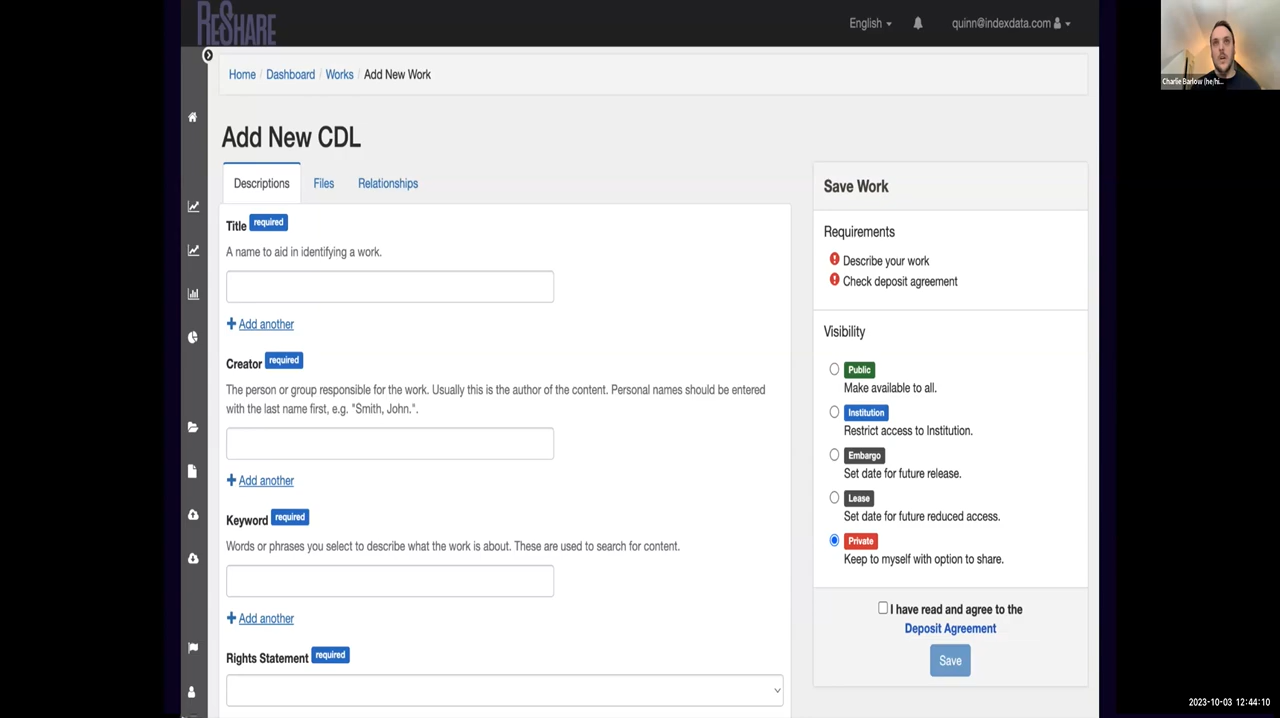 RESHARE
English
quinn@indexdata.com
Charlie Barlow (he/hi...
Home / Dashboard / Works / Add New Work
Add New CDL
Descriptions
Files
Relationships
Title required
A name to aid in identifying a work.
+ Add another
Creator required
The person or group responsible for the work. Usually this is the author of the content. Personal names should be entered
with the last name first, e.g. "Smith, John.".
+ Add another
Keyword required
Words or phrases you select to describe what the work is about. These are used to search for content.
+ Add another
Rights Statement required
Save Work
Requirements
Describe your work
Check deposit agreement
Visibility
Public
Make available to all.
Institution
Restrict access to Institution.
Embargo
Set date for future release.
Lease
Set date for future reduced access.
Private
Keep to myself with option to share.
I have read and agree to the
Deposit Agreement
Save
2023-10-03 12:44:10